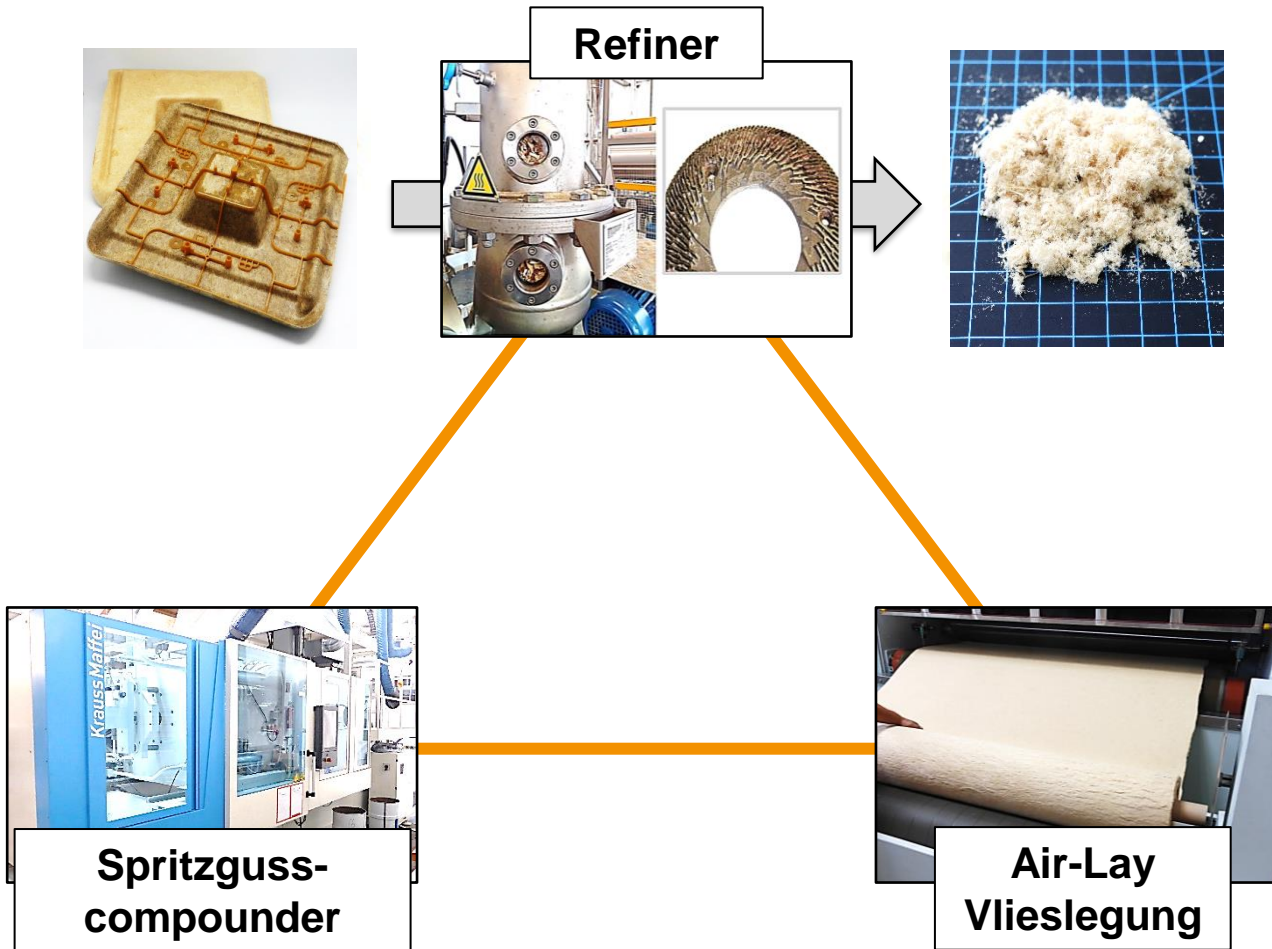 Refiner
Krauss Maffei
Spritzguss-
compounder
Air-Lay
Vlieslegung